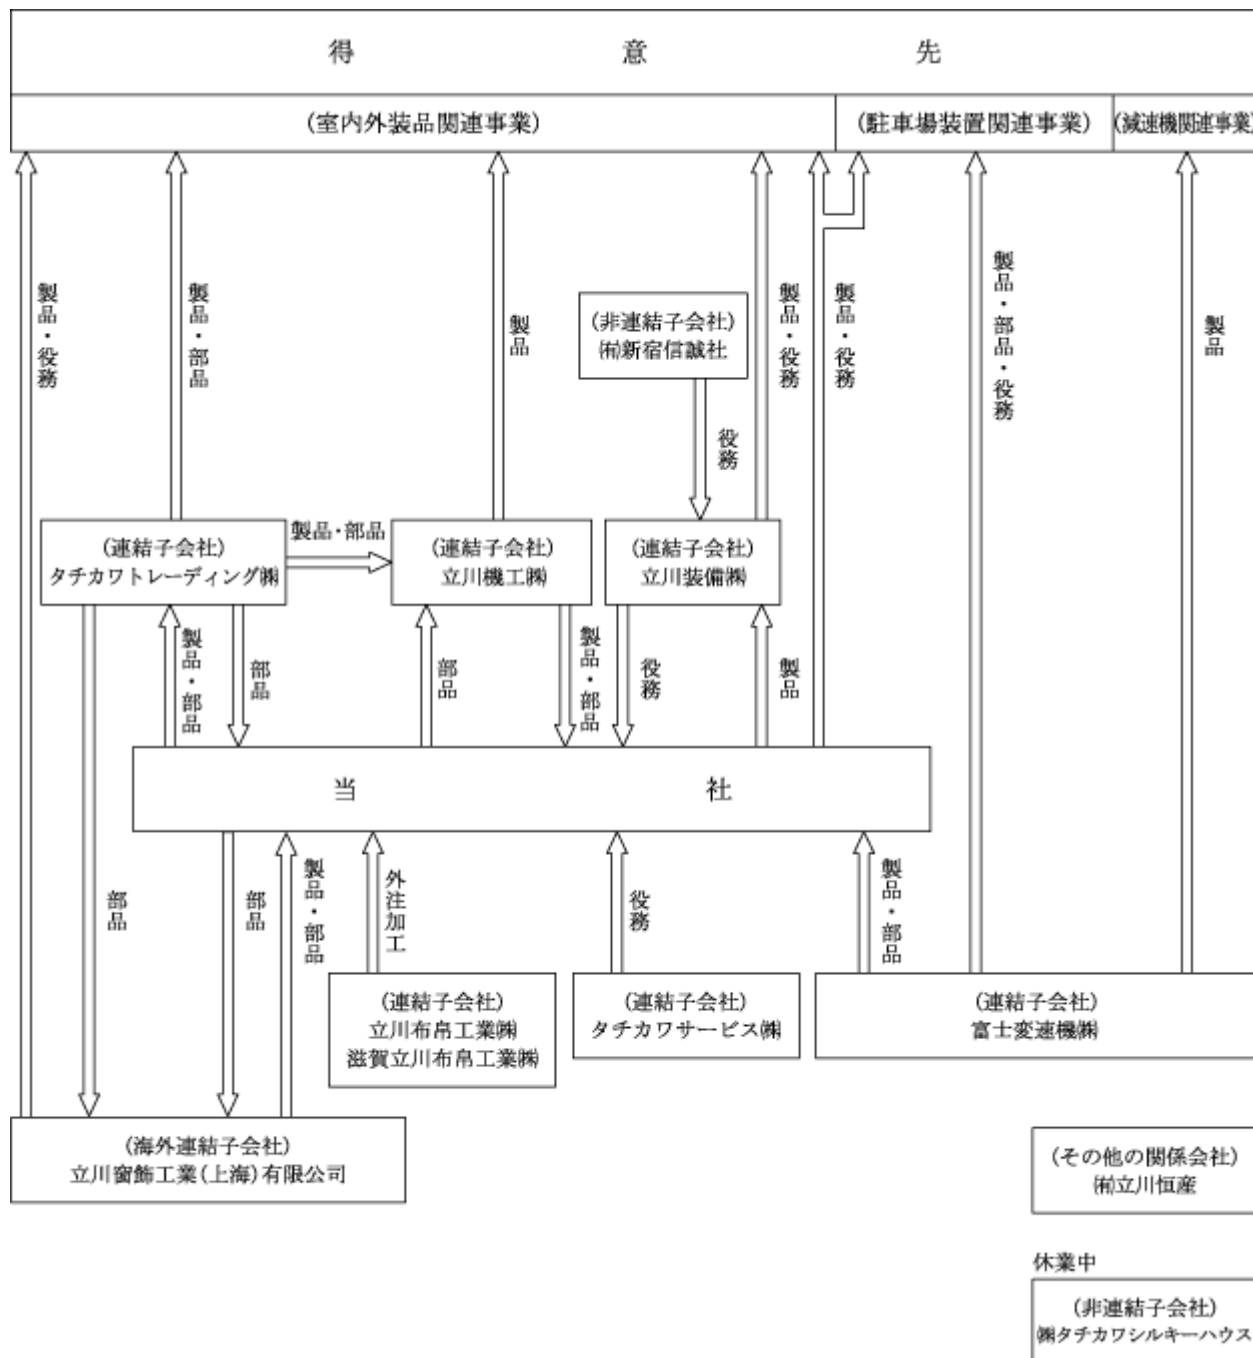 得意先
(室内外装品関連事業)
(駐車場装置関連事業)
(減速機関連事業)
製品・役務
製品・部品
製品
(非連結子会社)
㈲新宿信誠社
役務
製品・役務
製品・役務
製品・部品・役務
製品
(連結子会社)
タチカワトレーディング㈱
製品・部品
(連結子会社)
立川機工㈱
(連結子会社)
立川装備㈱
製品・部品
部品
部品
製品・部品
役務
製品
当社
部品
部品
製品・部品
外注加工
役務
製品・部品
(連結子会社)
立川布帛工業㈱
滋賀立川布帛工業㈱
(連結子会社)
タチカワサービス㈱
(連結子会社)
富士変速機㈱
(海外連結子会社)
立川窗飾工業(上海)有限公司
(その他の関係会社)
㈲立川恒産
休業中
(非連結子会社)
㈱タチカワシルキーハウス